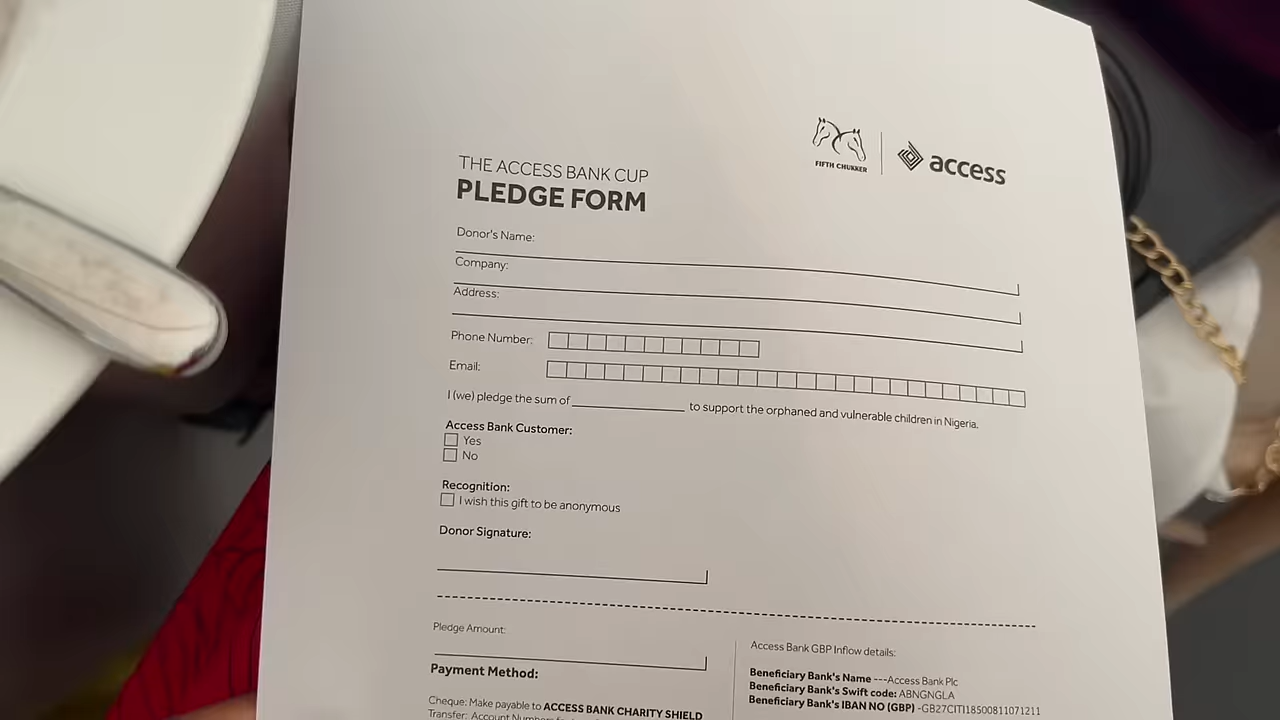 FIFTH CHUKKER
access
THE ACCESS BANK CUP
PLEDGE FORM
Donor's Name:
Company:
Address:
Phone Number:
Email:
I (we) pledge the sum of ____________ to support the orphaned and vulnerable children in Nigeria.
Access Bank Customer:
Yes
No
Recognition:
I wish this gift to be anonymous
Donor Signature:
Pledge Amount:
Payment Method:
Cheque: Make payable to ACCESS BANK CHARITY SHIELD
Transfer: Account
Access Bank GBP Inflow details:
Beneficiary Bank's Name ---Access Bank Plc
Beneficiary Bank's Swift code: ABNGNGLA
Beneficiary Bank's IBAN NO (GBP) -GB27CITI18500811071211